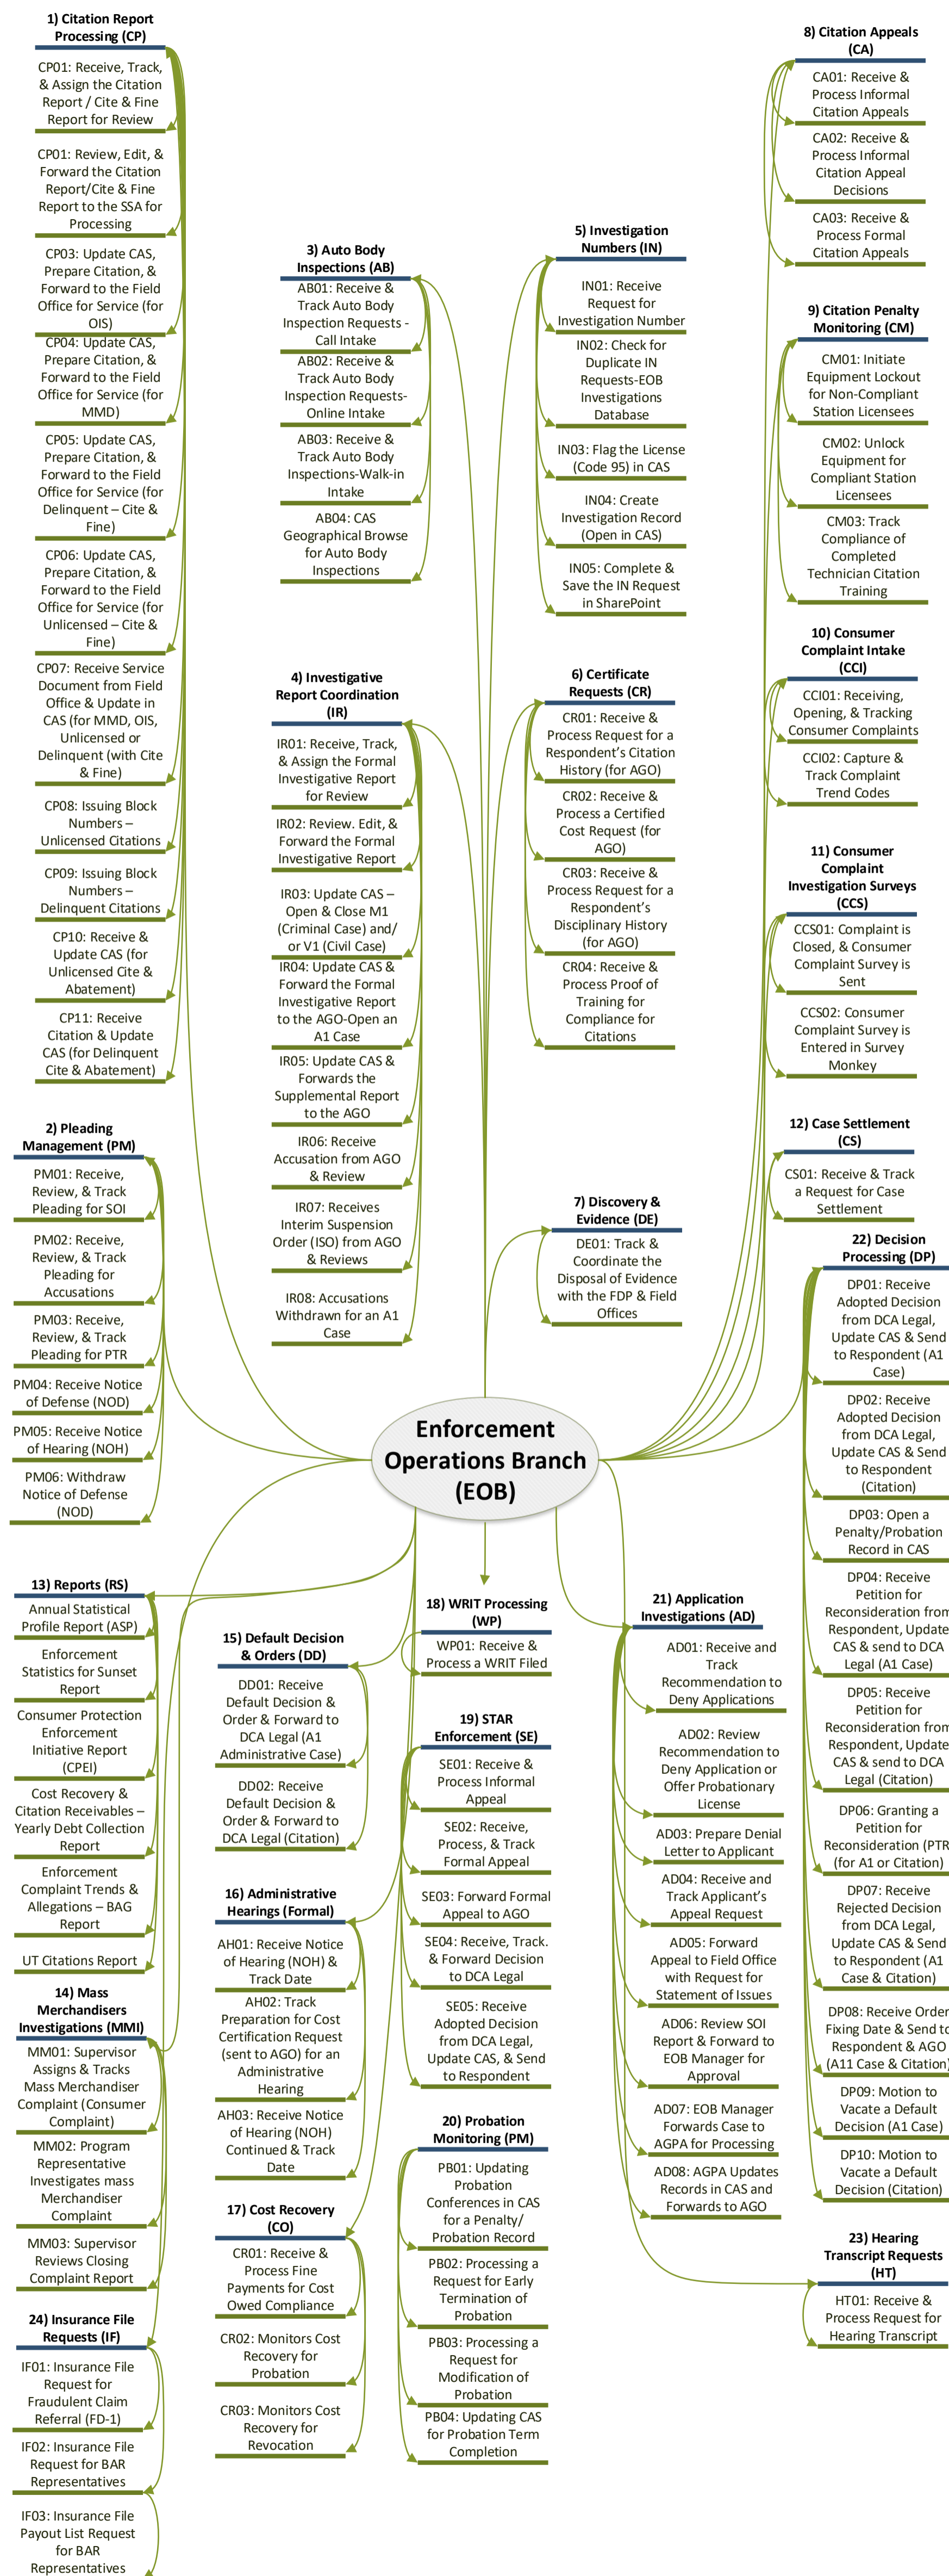 1) Citation Report
Processing (CP)
CP01: Receive, Track,
& Assign the Citation
Report / Cite & Fine
Report for Review
CP01: Review, Edit, &
Forward the Citation
Report/Cite & Fine
Report to the SSA for
Processing
CP03: Update CAS,
Prepare Citation, &
Forward to the Field
Office for Service (for
OIS)
CP04: Update CAS,
Prepare Citation, &
Forward to the Field
Office for Service (for
MMD)
CP05: Update CAS,
Prepare Citation, &
Forward to the Field
Office for Service (for
Delinquent – Cite &
Fine)
CP06: Update CAS,
Prepare Citation, &
Forward to the Field
Office for Service (for
Unlicensed – Cite &
Fine)
CP07: Receive Service
Document from Field
Office & Update in
CAS (for MMD, OIS,
Unlicensed or
Delinquent (with Cite
& Fine)
CP08: Issuing Block
Numbers –
Unlicensed Citations
CP09: Issuing Block
Numbers –
Delinquent Citations
CP10: Receive &
Update CAS (for
Unlicensed Cite &
Abatement)
CP11: Receive
Citation & Update
CAS (for Delinquent
Cite & Abatement)
2) Pleading
Management (PM)
PM01: Receive,
Review, & Track
Pleading for SOI
PM02: Receive,
Review, & Track
Pleading for
Accusations
PM03: Receive,
Review, & Track
Pleading for PTR
PM04: Receive Notice
of Defense (NOD)
PM05: Receive Notice
of Hearing (NOH)
PM06: Withdraw
Notice of Defense
(NOD)
3) Auto Body
Inspections (AB)
AB01: Receive &
Track Auto Body
Inspection Requests -
Call Intake
AB02: Receive &
Track Auto Body
Inspection Requests-
Online Intake
AB03: Receive &
Track Auto Body
Inspections-Walk-in
Intake
AB04: CAS
Geographical Browse
for Auto Body
Inspections
4) Investigative
Report Coordination
(IR)
IR01: Receive, Track,
& Assign the Formal
Investigative Report
for Review
IR02: Review. Edit, &
Forward the Formal
Investigative Report
IR03: Update CAS –
Open & Close M1
(Criminal Case) and/
or V1 (Civil Case)
IR04: Update CAS &
Forward the Formal
Investigative Report
to the AGO-Open an
A1 Case
IR05: Update CAS &
Forwards the
Supplemental Report
to the AGO
IR06: Receive
Accusation from AGO
& Review
IR07: Receives
Interim Suspension
Order (ISO) from AGO
& Reviews
IR08: Accusations
Withdrawn for an A1
Case
5) Investigation
Numbers (IN)
IN01: Receive
Request for
Investigation Number
IN02: Check for
Duplicate IN
Requests-EOB
Investigations
Database
IN03: Flag the License
(Code 95) in CAS
IN04: Create
Investigation Record
(Open in CAS)
IN05: Complete &
Save the IN Request
in SharePoint
6) Certificate
Requests (CR)
CR01: Receive &
Process Request for a
Respondent's Citation
History (for AGO)
CR02: Receive &
Process a Certified
Cost Request (for
AGO)
CR03: Receive &
Process Request for a
Respondent's
Disciplinary History
(for AGO)
CR04: Receive &
Process Proof of
Training for
Compliance for
Citations
7) Discovery &
Evidence (DE)
DE01: Track &
Coordinate the
Disposal of Evidence
with the FDP & Field
Offices
8) Citation Appeals
(CA)
CA01: Receive &
Process Informal
Citation Appeals
CA02: Receive &
Process Informal
Citation Appeal
Decisions
CA03: Receive &
Process Formal
Citation Appeals
9) Citation Penalty
Monitoring (CM)
CM01: Initiate
Equipment Lockout
for Non-Compliant
Station Licensees
CM02: Unlock
Equipment for
Compliant Station
Licensees
CM03: Track
Compliance of
Completed
Technician Citation
Training
10) Consumer
Complaint Intake
(CCI)
CCI01: Receiving,
Opening, & Tracking
Consumer Complaints
CCI02: Capture &
Track Complaint
Trend Codes
11) Consumer
Complaint
Investigation Surveys
(CCS)
CCS01: Complaint is
Closed, & Consumer
Complaint Survey is
Sent
CCS02: Consumer
Complaint Survey is
Entered in Survey
Monkey
12) Case Settlement
(CS)
CS01: Receive & Track
a Request for Case
Settlement
Enforcement
Operations Branch
(EOB)
13) Reports (RS)
Annual Statistical
Profile Report (ASP)
Enforcement
Statistics for Sunset
Report
Consumer Protection
Enforcement
Initiative Report
(CPEI)
Cost Recovery &
Citation Receivables –
Yearly Debt Collection
Report
Enforcement
Complaint Trends &
Allegations – BAG
Report
UT Citations Report
14) Mass
Merchandisers
Investigations (MMI)
MM01: Supervisor
Assigns & Tracks
Mass Merchandiser
Complaint (Consumer
Complaint)
MM02: Program
Representative
Investigates mass
Merchandiser
Complaint
MM03: Supervisor
Reviews Closing
Complaint Report
24) Insurance File
Requests (IF)
IF01: Insurance File
Request for
Fraudulent Claim
Referral (FD-1)
IF02: Insurance File
Request for BAR
Representatives
IF03: Insurance File
Payout List Request
for BAR
Representatives
15) Default Decision
& Orders (DD)
DD01: Receive
Default Decision &
Order & Forward to
DCA Legal (A1
Administrative Case)
DD02: Receive
Default Decision &
Order & Forward to
DCA Legal (Citation)
16) Administrative
Hearings (Formal)
AH01: Receive Notice
of Hearing (NOH) &
Track Date
AH02: Track
Preparation for Cost
Certification Request
(sent to AGO) for an
Administrative
Hearing
AH03: Receive Notice
of Hearing (NOH)
Continued & Track
Date
17) Cost Recovery
(CO)
CR01: Receive &
Process Fine
Payments for Cost
Owed Compliance
CR02: Monitors Cost
Recovery for
Probation
CR03: Monitors Cost
Recovery for
Revocation
18) WRIT Processing
(WP)
WP01: Receive &
Process a WRIT Filed
19) STAR
Enforcement (SE)
SE01: Receive &
Process Informal
Appeal
SE02: Receive,
Process, & Track
Formal Appeal
SE03: Forward Formal
Appeal to AGO
SE04: Receive, Track.
& Forward Decision
to DCA Legal
SE05: Receive
Adopted Decision
from DCA Legal,
Update CAS, & Send
to Respondent
20) Probation
Monitoring (PM)
PB01: Updating
Probation
Conferences in CAS
for a Penalty/
Probation Record
PB02: Processing a
Request for Early
Termination of
Probation
PB03: Processing a
Request for
Modification of
Probation
PB04: Updating CAS
for Probation Term
Completion
21) Application
Investigations (AD)
AD01: Receive and
Track
Recommendation to
Deny Applications
AD02: Review
Recommendation to
Deny Application or
Offer Probationary
License
AD03: Prepare Denial
Letter to Applicant
AD04: Receive and
Track Applicant's
Appeal Request
AD05: Forward
Appeal to Field Office
with Request for
Statement of Issues
AD06: Review SOI
Report & Forward to
EOB Manager for
Approval
AD07: EOB Manager
Forwards Case to
AGPA for Processing
AD08: AGPA Updates
Records in CAS and
Forwards to AGO
22) Decision
Processing (DP)
DP01: Receive
Adopted Decision
from DCA Legal,
Update CAS & Send
to Respondent (A1
Case)
DP02: Receive
Adopted Decision
from DCA Legal,
Update CAS & Send
to Respondent
(Citation)
DP03: Open a
Penalty/Probation
Record in CAS
DP04: Receive
Petition for
Reconsideration from
Respondent, Update
CAS & send to DCA
Legal (A1 Case)
DP05: Receive
Petition for
Reconsideration from
Respondent, Update
CAS & send to DCA
Legal (Citation)
DP06: Granting a
Petition for
Reconsideration (PTR
(for A1 or Citation)
DP07: Receive
Rejected Decision
from DCA Legal,
Update CAS & Send
to Respondent (A1
Case & Citation)
DP08: Receive Order
Fixing Date & Send to
Respondent & AGO
(A11 Case & Citation)
DP09: Motion to
Vacate a Default
Decision (A1 Case)
DP10: Motion to
Vacate a Default
Decision (Citation)
23) Hearing
Transcript Requests
(HT)
HT01: Receive &
Process Request for
Hearing Transcript